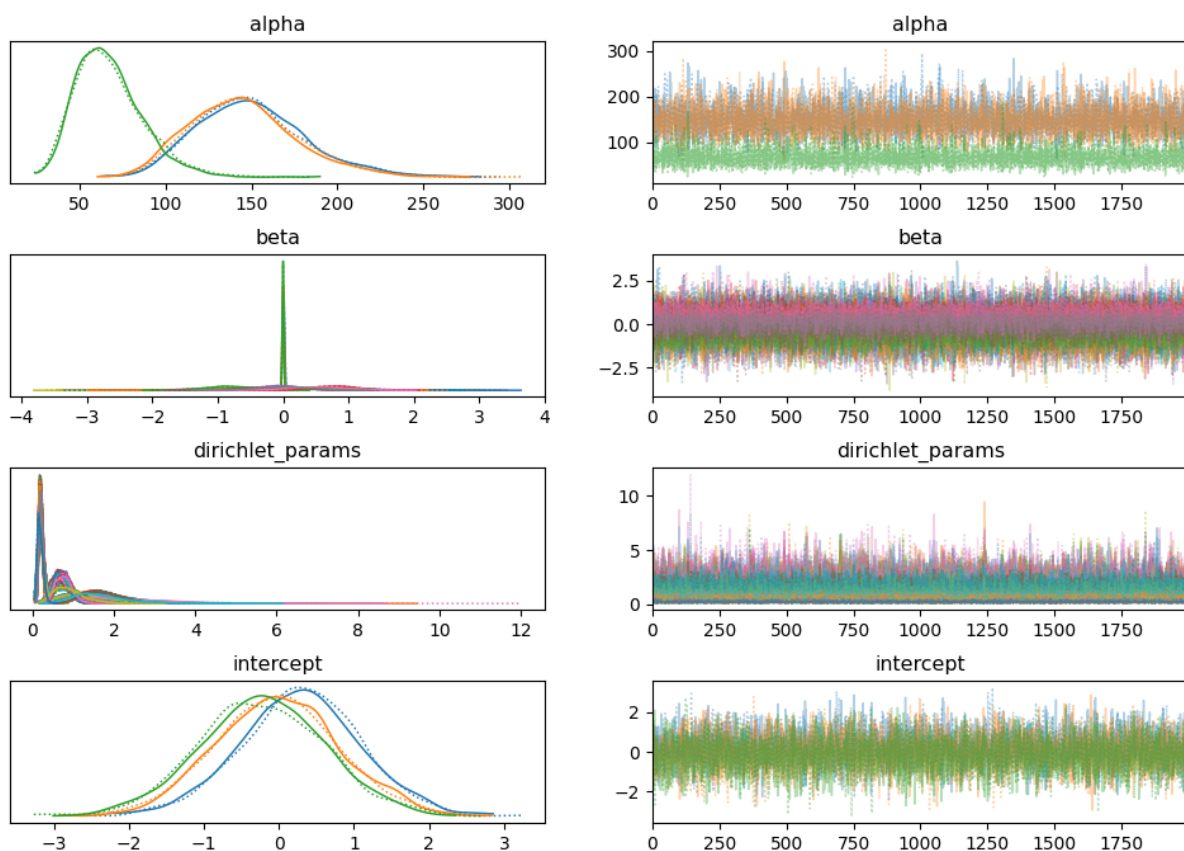 alpha alpha
300
200
100
50 100 150 200 250 300 0 250 500 750 1000 1250 1500 1750
beta beta
2.5
0.0
−2.5
−4 −3 −2 −1 0 1 2 3 4 0 250 500 750 1000 1250 1500 1750
dirichlet_params dirichlet_params
10
5
0
0 2 4 6 8 10 12 0 250 500 750 1000 1250 1500 1750
intercept intercept
2
0
−2
−3 −2 −1 0 1 2 3 0 250 500 750 1000 1250 1500 1750